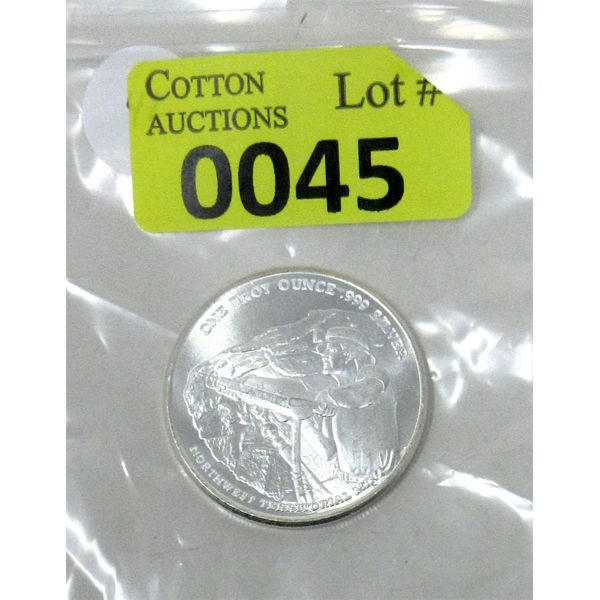 COTTON
AUCTIONS
Lot #
0045
ONE TROY OUNCE .999 SILVER
NORTHWEST TERRITORIAL MINT